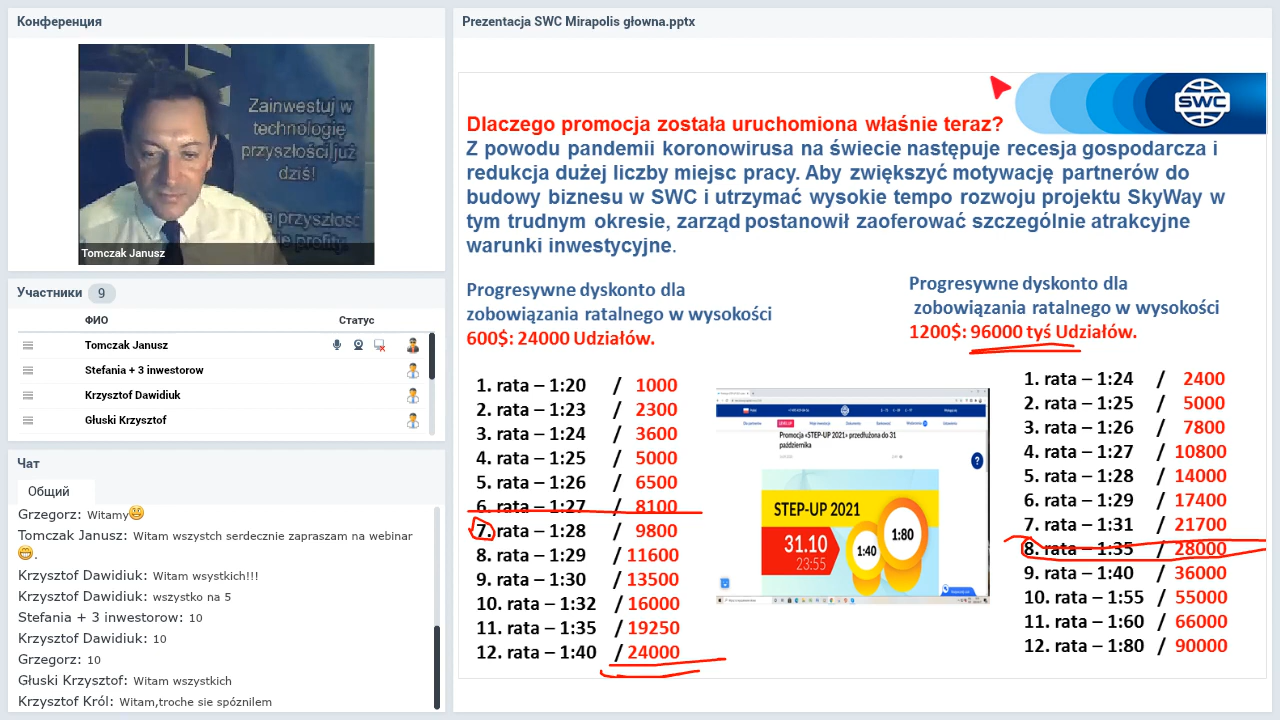 Конференция
Zainwestuj w
technologię
przyszłości już
dziś!
Tomczak Janusz
Участники 9
ФИО Статус
Tomczak Janusz
Stefania + 3 inwestorow
Krzysztof Dawidiuk
Głuski Krzysztof
Чат
Общий
Grzegorz: Witamy
Tomczak Janusz: Witam wszystch serdecznie zapraszam na webinar
.
Krzysztof Dawidiuk: Witam wsystkich!!!
Krzysztof Dawidiuk: wszystko na 5
Stefania + 3 inwestorow: 10
Krzysztof Dawidiuk: 10
Grzegorz: 10
Głuski Krzysztof: Witam wszystkich
Krzysztof Król: Witam,troche sie spóznilem
Prezentacja SWC Mirapolis głowna.pptx
SWC
Dlaczego promocja została uruchomiona właśnie teraz?
Z powodu pandemii koronowirusa na świecie następuje recesja gospodarcza i
redukcja dużej liczby miejsc pracy. Aby zwiększyć motywację partnerów do
budowy biznesu w SWC i utrzymać wysokie tempo rozwoju projektu SkyWay w
tym trudnym okresie, zarząd postanowił zaoferować szczególnie atrakcyjne
warunki inwestycyjne.
Progresywne dyskonto dla
zobowiązania ratalnego w wysokości
600$: 24000 Udziałów.
1. rata – 1:20 / 1000
2. rata – 1:23 / 2300
3. rata – 1:24 / 3600
4. rata – 1:25 / 5000
5. rata – 1:26 / 6500
6. rata – 1:27 / 8100
7. rata – 1:28 / 9800
8. rata – 1:29 / 11600
9. rata – 1:30 / 13500
10. rata – 1:32 / 16000
11. rata – 1:35 / 19250
12. rata – 1:40 / 24000
Promocja «STEP-UP 2021» przedłużona do 31
października
STEP-UP 2021
31.10
23:55
1:40
1:80
Progresywne dyskonto dla
zobowiązania ratalnego w wysokości
1200$: 96000 tyś Udziałów.
1. rata – 1:24 / 2400
2. rata – 1:25 / 5000
3. rata – 1:26 / 7800
4. rata – 1:27 / 10800
5. rata – 1:28 / 14000
6. rata – 1:29 / 17400
7. rata – 1:31 / 21700
8. rata – 1:35 / 28000
9. rata – 1:40 / 36000
10. rata – 1:55 / 55000
11. rata – 1:60 / 66000
12. rata – 1:80 / 90000